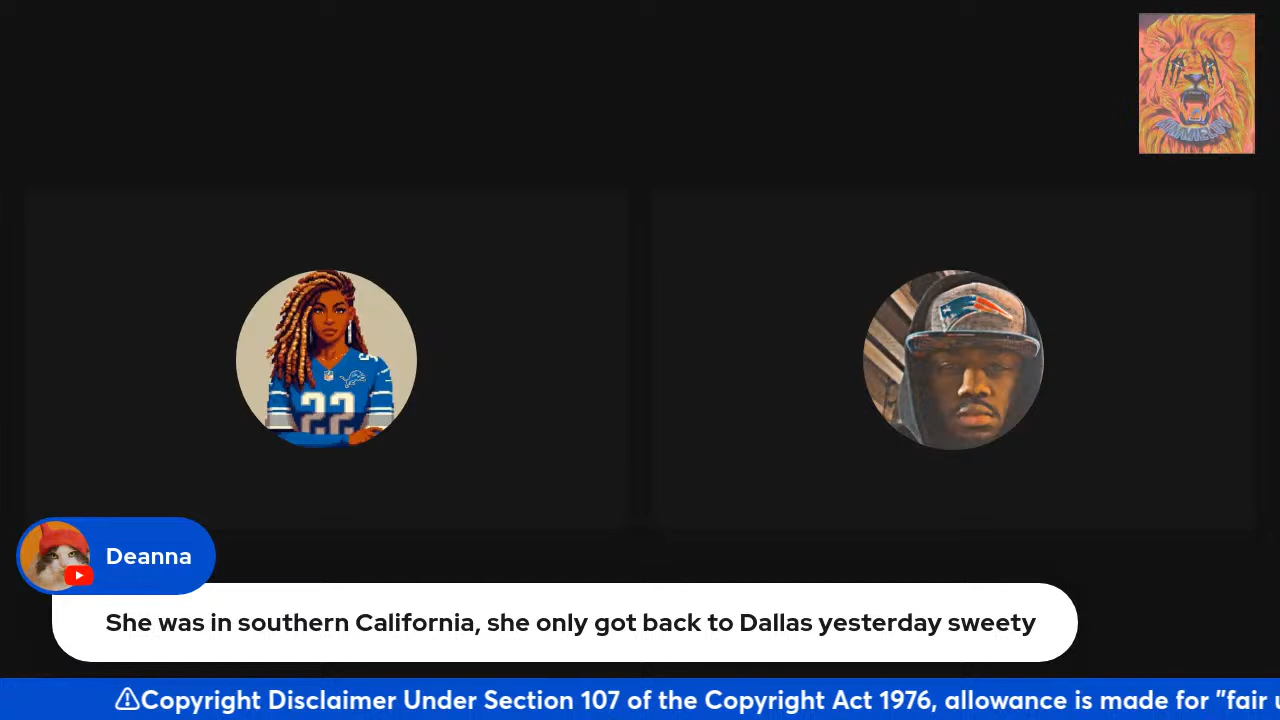 22
Deanna
She was in southern California, she only got back to Dallas yesterday sweety
⚠Copyright Disclaimer Under Section 107 of the Copyright Act 1976, allowance is made for "fair u